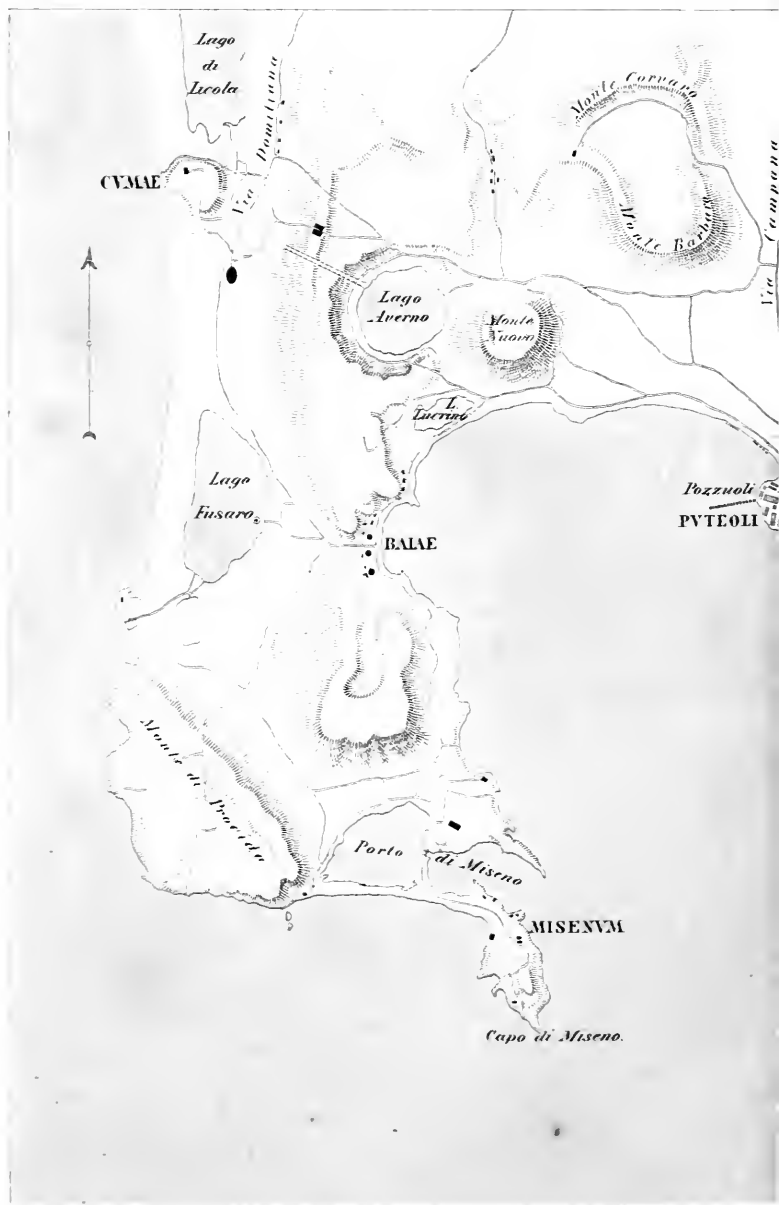 Lago
di
Licola
Via Domitiana
CVMAE
Monte Corvaro
Monte Barbaro
Via Campana
Lago
Averno
Monte
Nuovo
L.
Lucrino
Lago
Fusaro
Pozzuoli
PVTEOLI
BAIAE
Monte di Procida
Porto
di Miseno
MISENVM
Capo di Miseno.